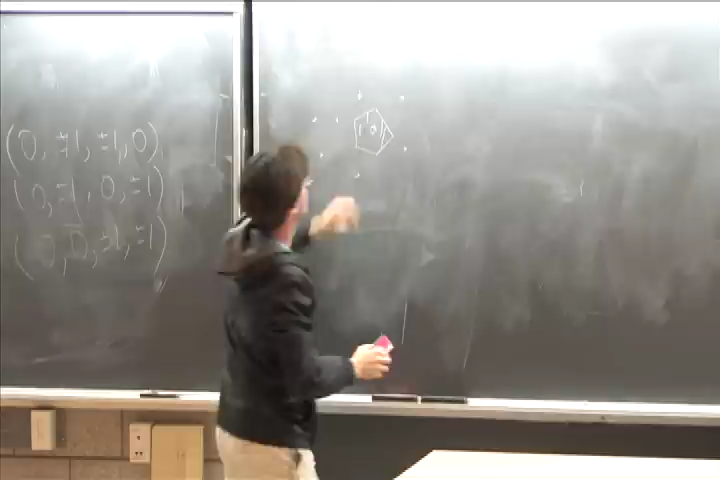 (0, ±1, ±1, 0)
(0, ±1, 0, ±1)
(0, 0, ±1, ±1)